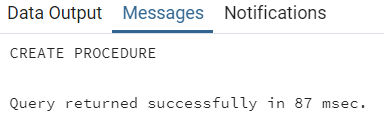 Data Output Messages Notifications
CREATE PROCEDURE
Query returned successfully in 87 msec.